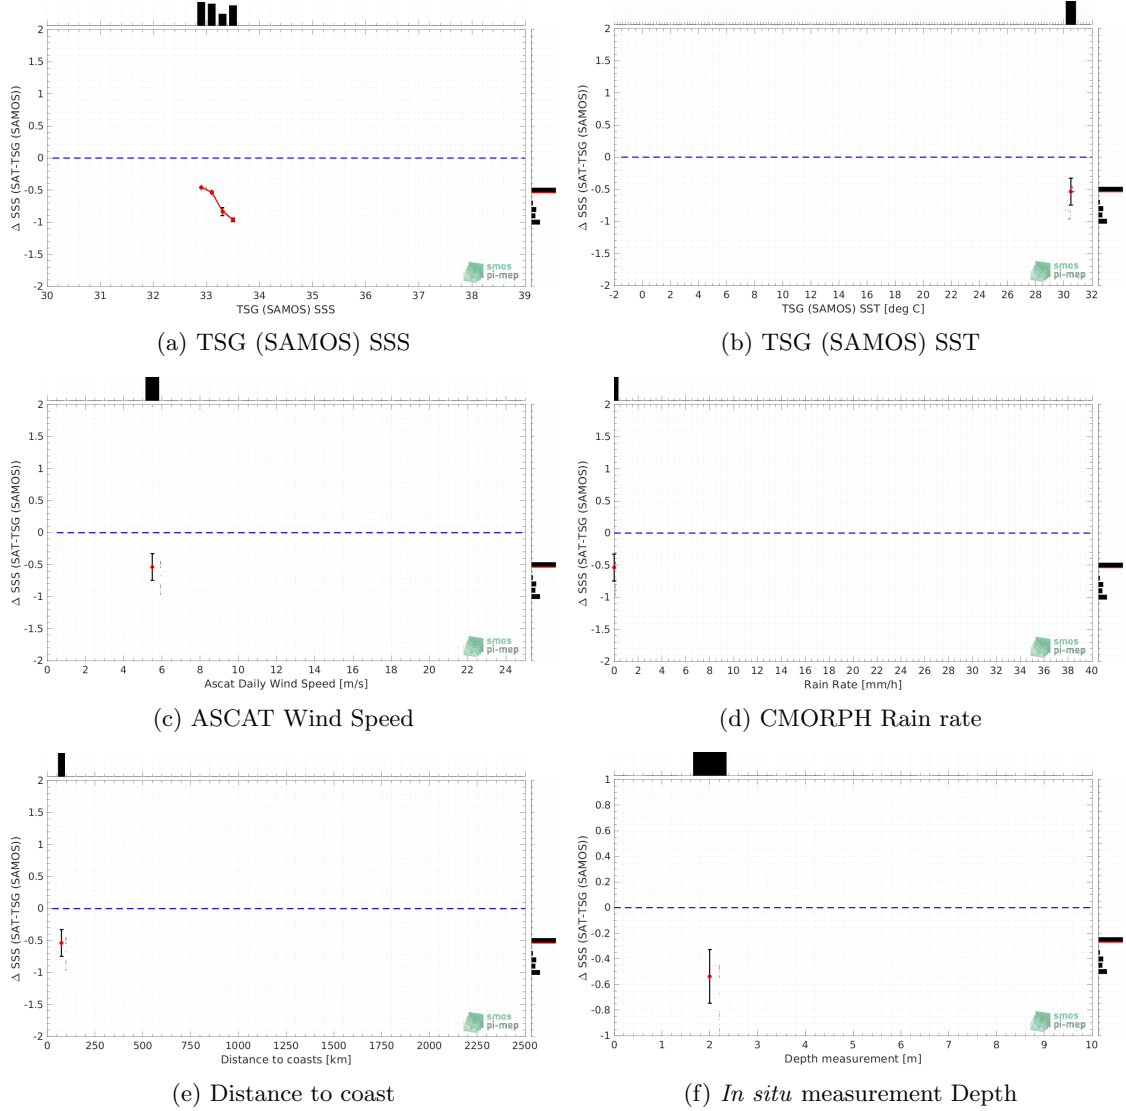 2
1.5
1
0.5
0
-0.5
-1
-1.5
-2
Δ SSS (SAT-TSG (SAMOS))
30 31 32 33 34 35 36 37 38 39
TSG (SAMOS) SSS
smos
pi-mep
(a) TSG (SAMOS) SSS
2
1.5
1
0.5
0
-0.5
-1
-1.5
-2
Δ SSS (SAT-TSG (SAMOS))
-2 0 2 4 6 8 10 12 14 16 18 20 22 24 26 28 30 32
TSG (SAMOS) SST [deg C]
smos
pi-mep
(b) TSG (SAMOS) SST
2
1.5
1
0.5
0
-0.5
-1
-1.5
-2
Δ SSS (SAT-TSG (SAMOS))
0 2 4 6 8 10 12 14 16 18 20 22 24
Ascat Daily Wind Speed [m/s]
smos
pi-mep
(c) ASCAT Wind Speed
2
1.5
1
0.5
0
-0.5
-1
-1.5
-2
Δ SSS (SAT-TSG (SAMOS))
0 2 4 6 8 10 12 14 16 18 20 22 24 26 28 30 32 34 36 38 40
Rain Rate [mm/h]
smos
pi-mep
(d) CMORPH Rain rate
2
1.5
1
0.5
0
-0.5
-1
-1.5
-2
Δ SSS (SAT-TSG (SAMOS))
0 250 500 750 1000 1250 1500 1750 2000 2250 2500
Distance to coasts [km]
smos
pi-mep
(e) Distance to coast
1
0.8
0.6
0.4
0.2
0
-0.2
-0.4
-0.6
-0.8
-1
Δ SSS (SAT-TSG (SAMOS))
0 1 2 3 4 5 6 7 8 9 10
Depth measurement [m]
smos
pi-mep
(f) In situ measurement Depth